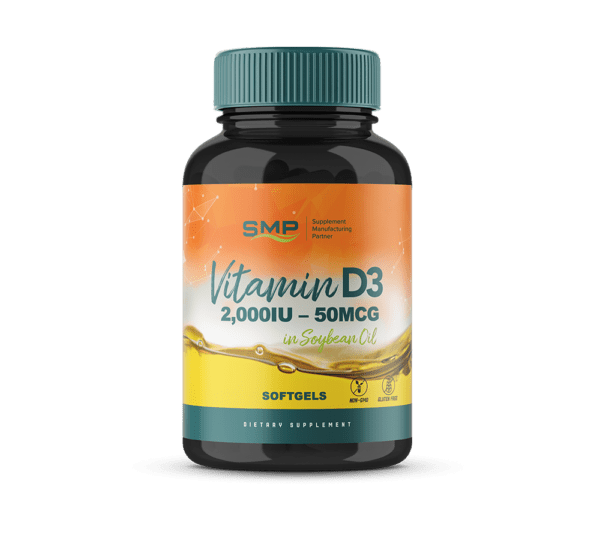 SMP
Supplement
Manufacturing
Partner
Vitamin D3
2,000IU – 50MCG
in Soybean Oil
SOFTGELS
NON-GMO
GLUTEN FREE
DIETARY SUPPLEMENT